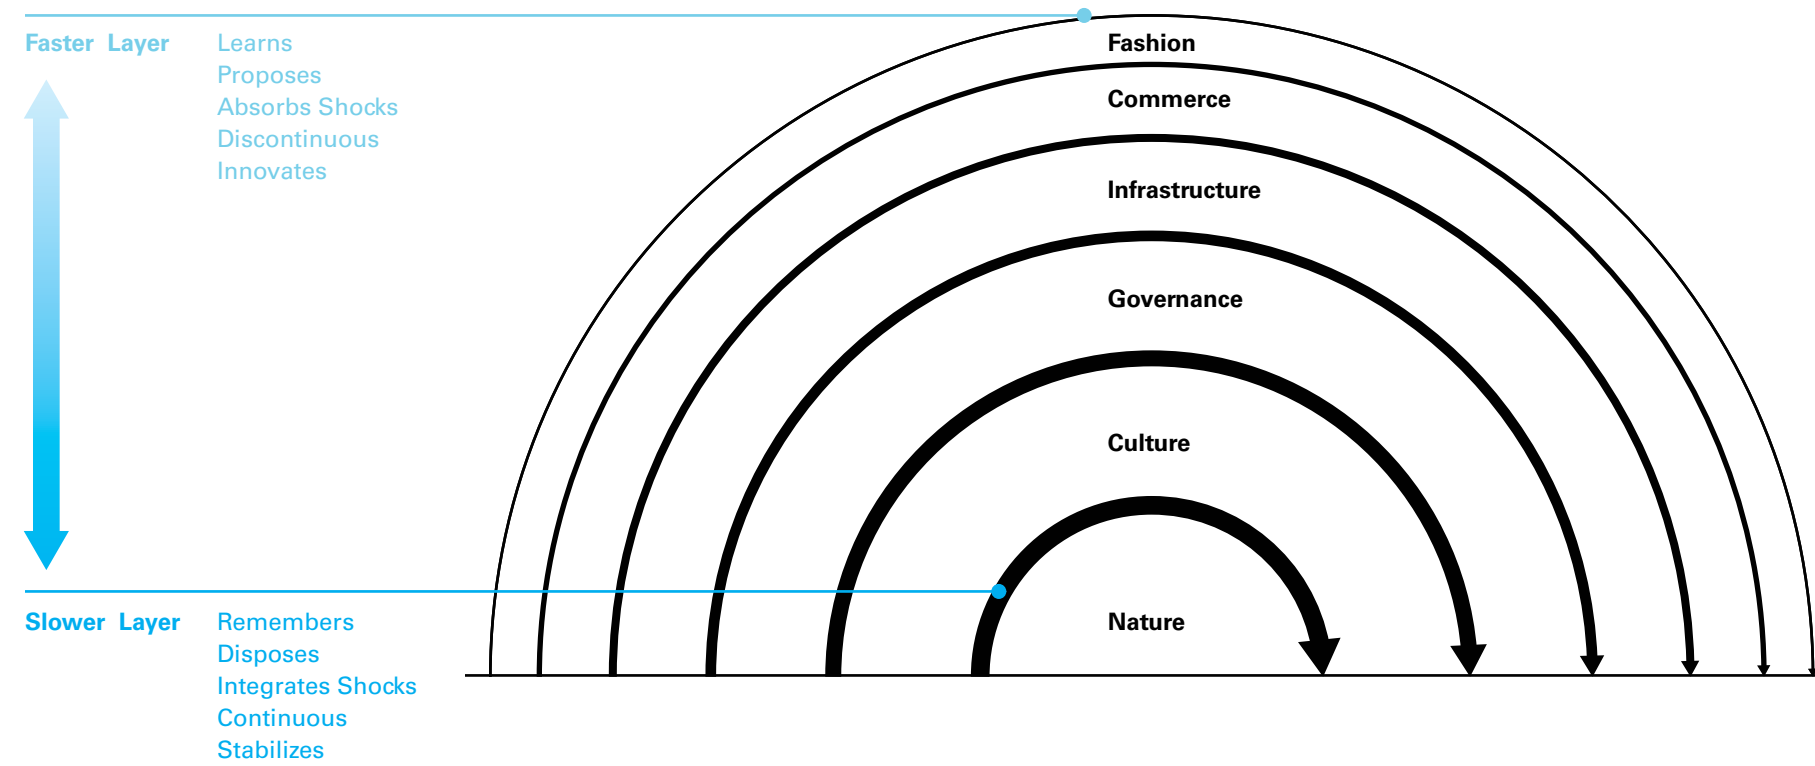 Faster Layer
Learns
Proposes
Absorbs Shocks
Discontinuous
Innovates
Fashion
Commerce
Infrastructure
Governance
Culture
Nature
Slower Layer
Remembers
Disposes
Integrates Shocks
Continuous
Stabilizes